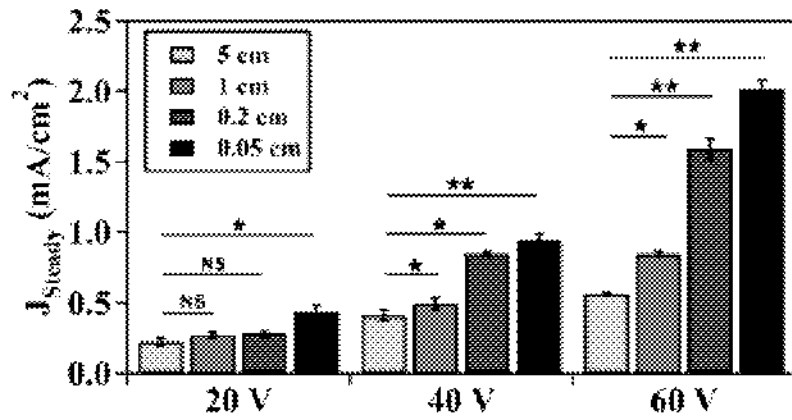 J Steady (mA/cm²)
2.5
2.0
1.5
1.0
0.5
0.0
5 cm
1 cm
0.2 cm
0.05 cm
NS
NS
*
*
*
**
*
**
**
20 V
40 V
60 V